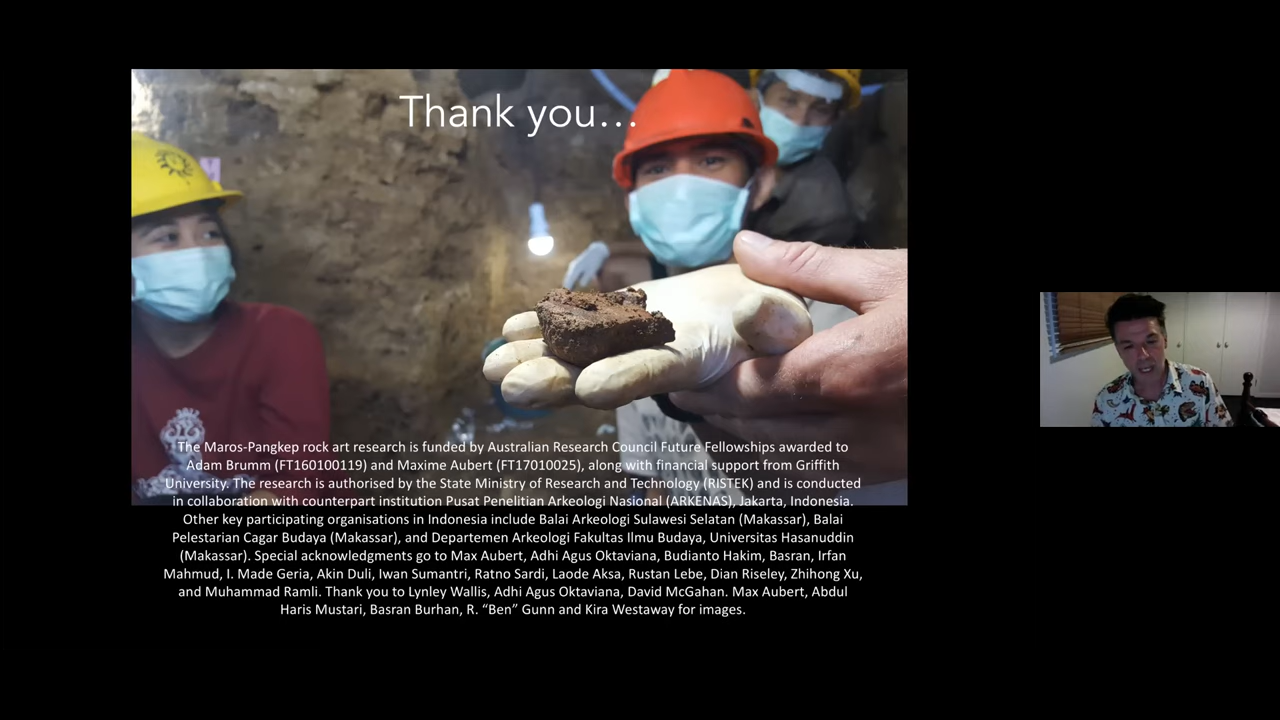 Thank you…
The Maros-Pangkep rock art research is funded by Australian Research Council Future Fellowships awarded to
Adam Brumm (FT160100119) and Maxime Aubert (FT17010025), along with financial support from Griffith
University. The research is authorised by the State Ministry of Research and Technology (RISTEK) and is conducted
in collaboration with counterpart institution Pusat Penelitian Arkeologi Nasional (ARKENAS), Jakarta, Indonesia.
Other key participating organisations in Indonesia include Balai Arkeologi Sulawesi Selatan (Makassar), Balai
Pelestarian Cagar Budaya (Makassar), and Departemen Arkeologi Fakultas Ilmu Budaya, Universitas Hasanuddin
(Makassar). Special acknowledgments go to Max Aubert, Adhi Agus Oktaviana, Budianto Hakim, Basran, Irfan
Mahmud, I. Made Geria, Akin Duli, Iwan Sumantri, Ratno Sardi, Laode Aksa, Rustan Lebe, Dian Riseley, Zhihong Xu,
and Muhammad Ramli. Thank you to Lynley Wallis, Adhi Agus Oktaviana, David McGahan. Max Aubert, Abdul
Haris Mustari, Basran Burhan, R. “Ben” Gunn and Kira Westaway for images.